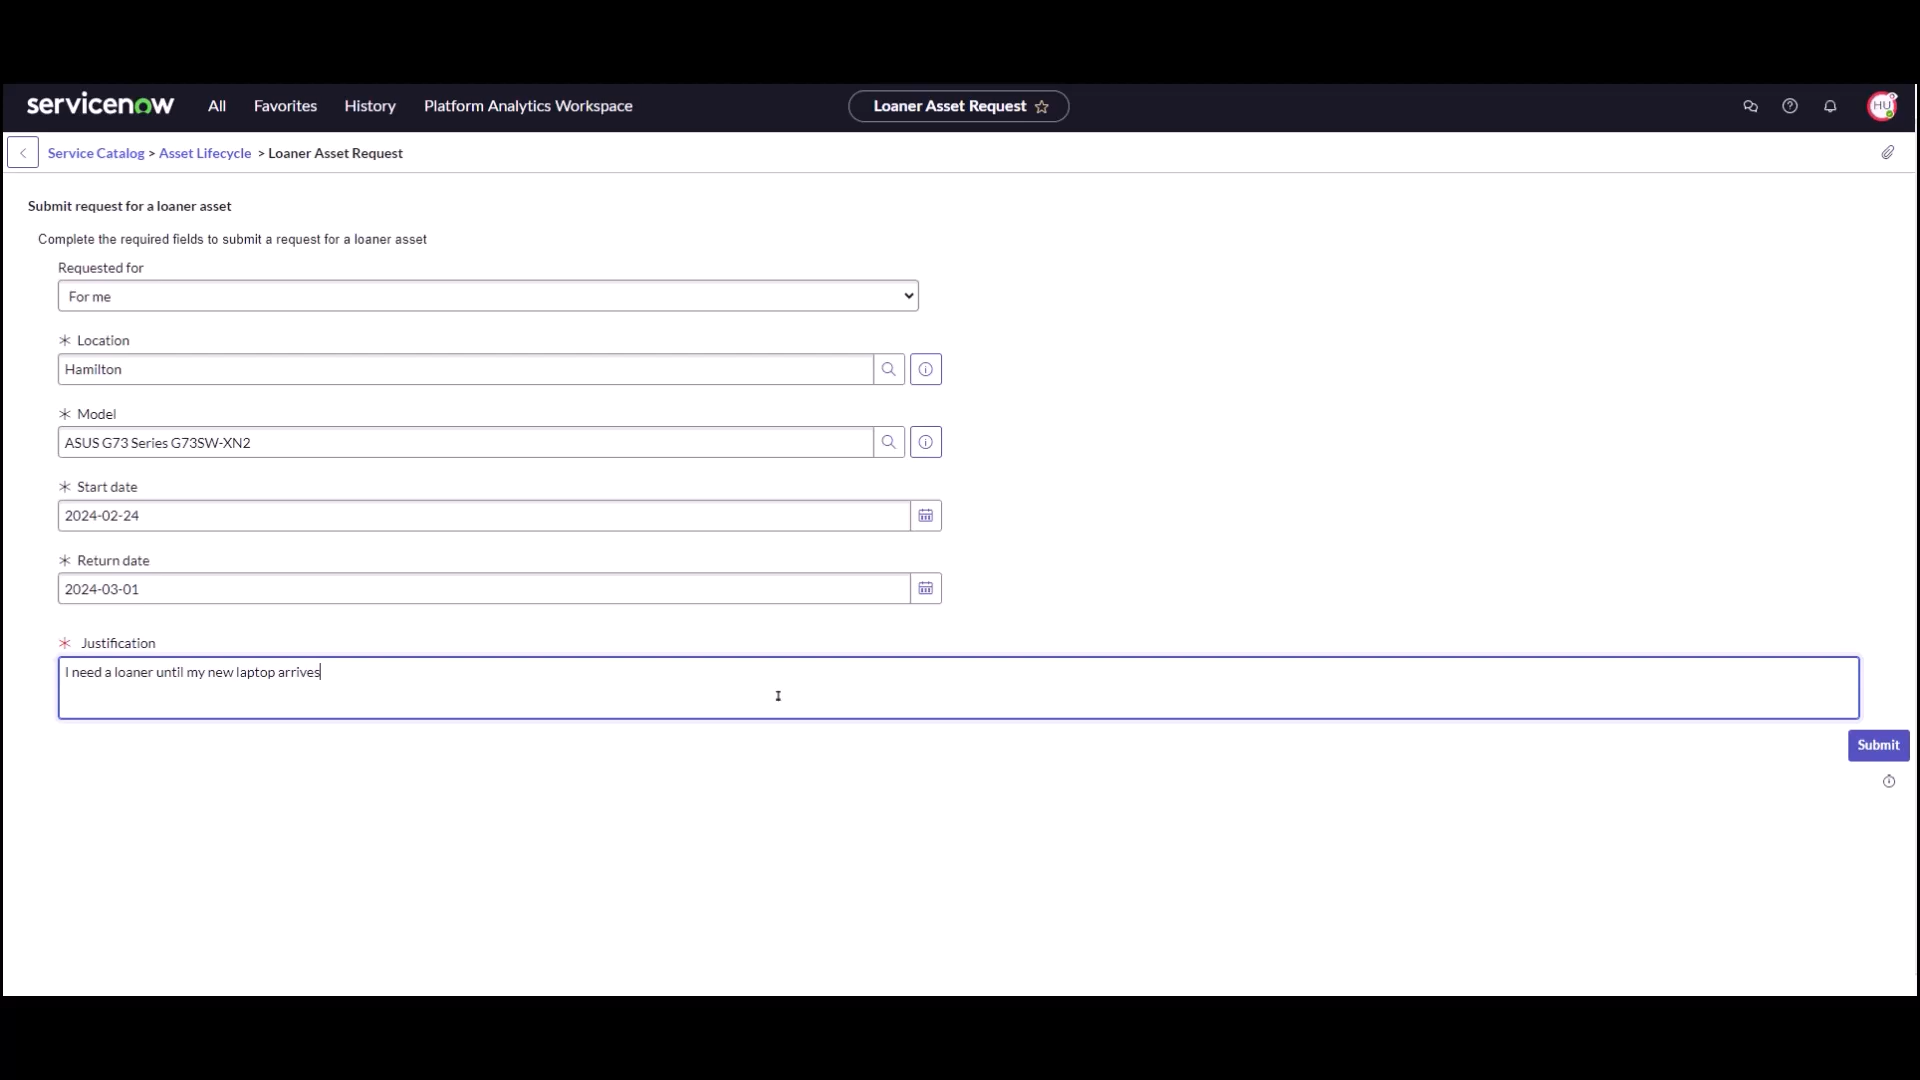 servicenow All Favorites History Platform Analytics Workspace Loaner Asset Request HU
Service Catalog > Asset Lifecycle > Loaner Asset Request
Submit request for a loaner asset
Complete the required fields to submit a request for a loaner asset
Requested for
For me
Location
Hamilton
Model
ASUS G73 Series G73SW-XN2
Start date
2024-02-24
Return date
2024-03-01
Justification
I need a loaner until my new laptop arrives
Submit